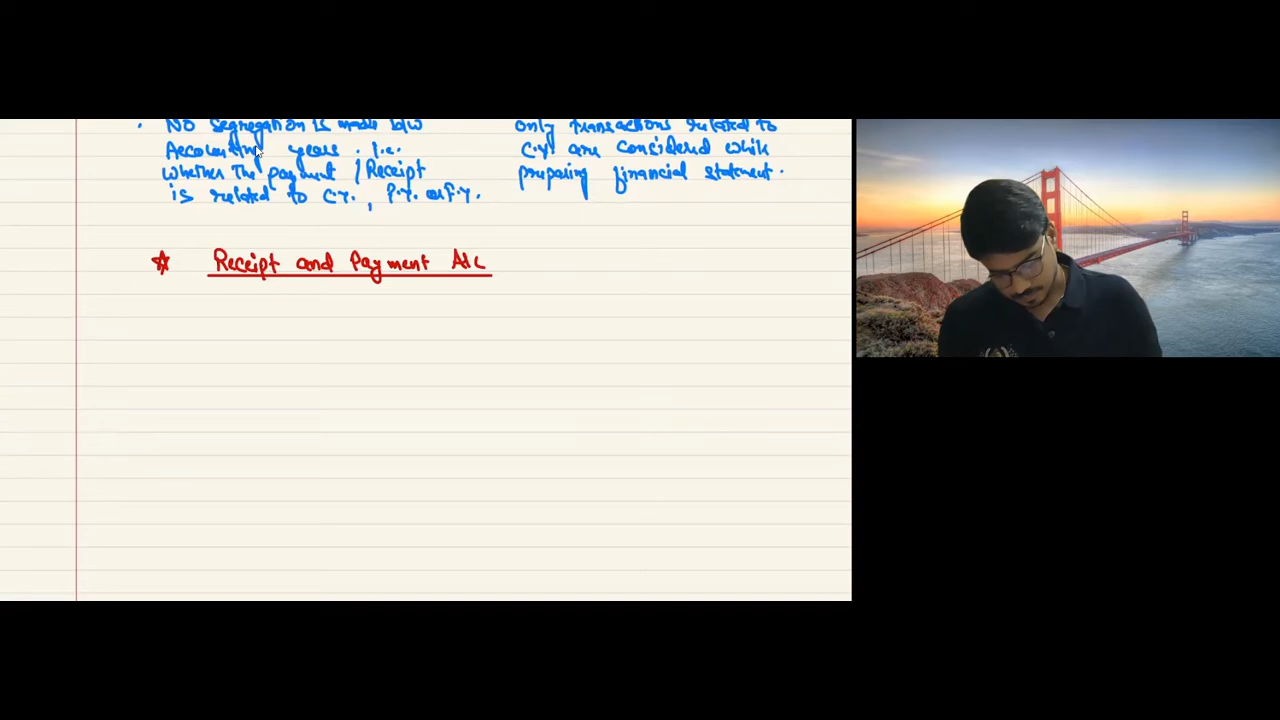 . No segregation is made b/w
Accounting years. i.e.
whether the payment / Receipt
is related to C.Y., P.Y. or F.Y.
only transactions related to
C.Y. are considered while
preparing financial statement.
☆ Receipt and Payment A/c